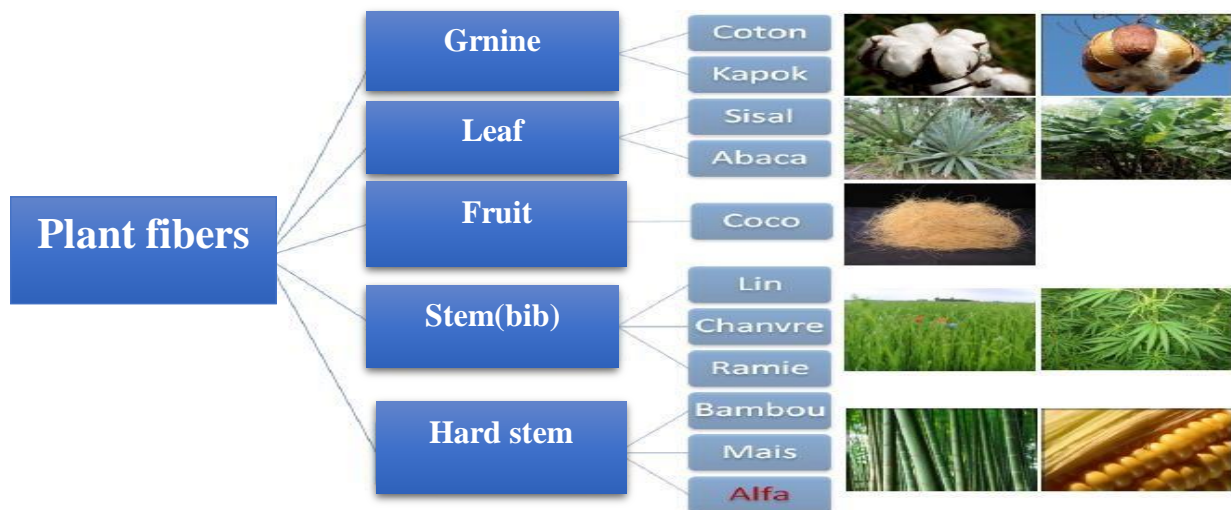 Plant fibers
Grnine
Coton
Kapok
Leaf
Sisal
Abaca
Fruit
Coco
Stem(bib)
Lin
Chanvre
Ramie
Hard stem
Bambou
Mais
Alfa